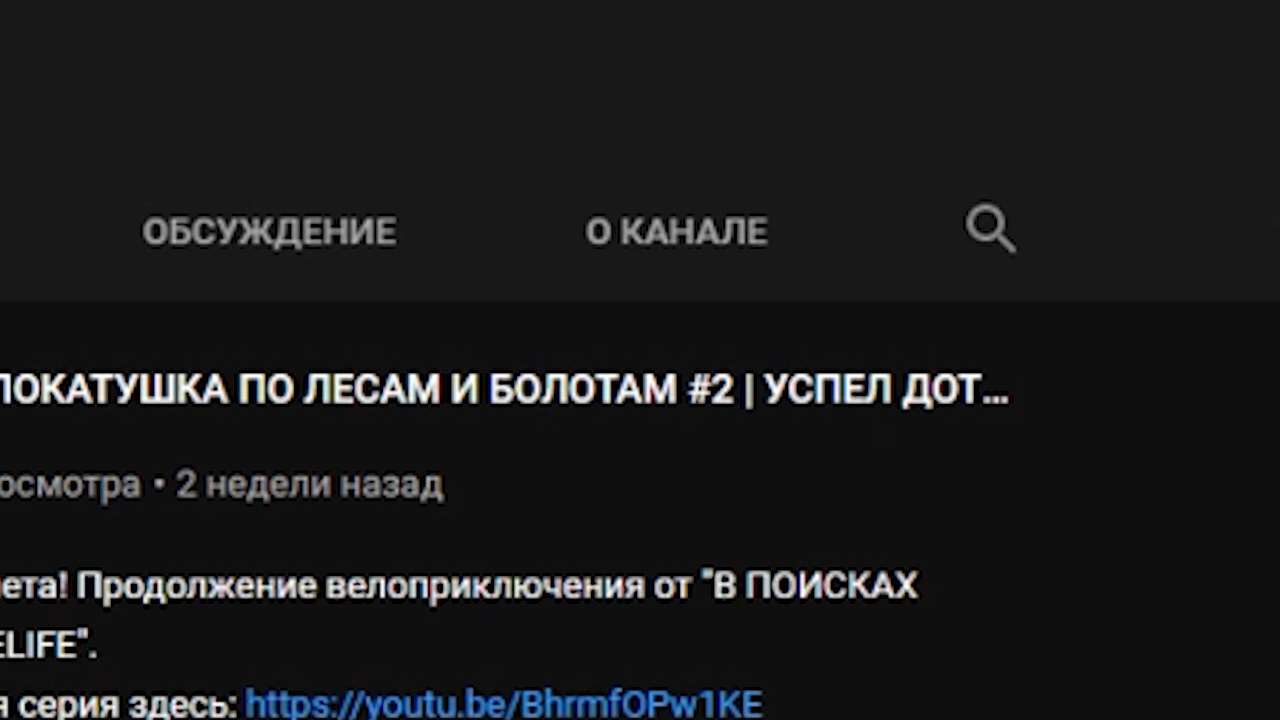 ОБСУЖДЕНИЕ О КАНАЛЕ
ПОКАТУШКА ПО ЛЕСАМ И БОЛОТАМ #2 | УСПЕЛ ДОТ...
осмотра • 2 недели назад
ета! Продолжение велоприключения от "В ПОИСКАХ
ELIFE".
я серия здесь: https://youtu.be/BhrmfOPw1KE